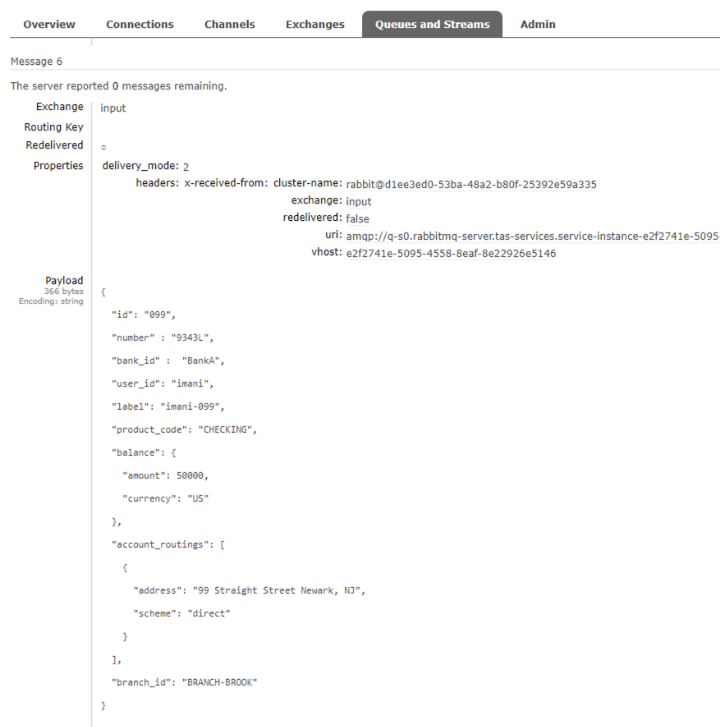 Overview Connections Channels Exchanges Queues and Streams Admin
Message 6
The server reported 0 messages remaining.
Exchange input
Routing Key
Redelivered ○
Properties delivery_mode: 2
headers: x-received-from: cluster-name: rabbit@d1ee3ed0-53ba-48a2-b80f-25392e59a335
exchange: input
redelivered: false
uri: amqp://q-s0.rabbitmq-server.tas-services.service-instance-e2f2741e-5095-
vhost: e2f2741e-5095-4558-8eaf-8e22926e5146
Payload
366 bytes
Encoding: string
{
"id": "099",
"number" : "9343L",
"bank_id" :  "BankA",
"user_id": "imani",
"label": "imani-099",
"product_code": "CHECKING",
"balance": {
"amount": 50000,
"currency": "US"
},
"account_routings": [
{
"address": "99 Straight Street Newark, NJ",
"scheme": "direct"
}
],
"branch_id": "BRANCH-BROOK"
}